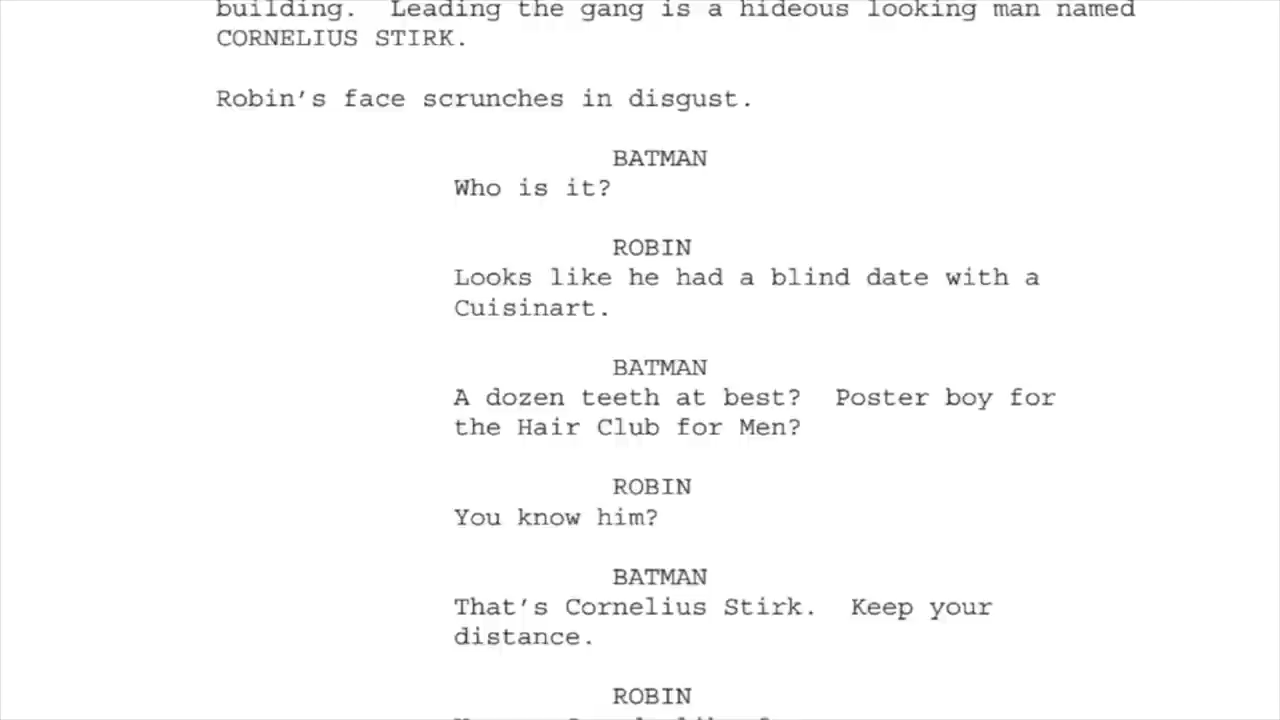 building.  Leading the gang is a hideous looking man named
CORNELIUS STIRK.
Robin's face scrunches in disgust.
BATMAN
Who is it?
ROBIN
Looks like he had a blind date with a
Cuisinart.
BATMAN
A dozen teeth at best?  Poster boy for
the Hair Club for Men?
ROBIN
You know him?
BATMAN
That's Cornelius Stirk.  Keep your
distance.
ROBIN